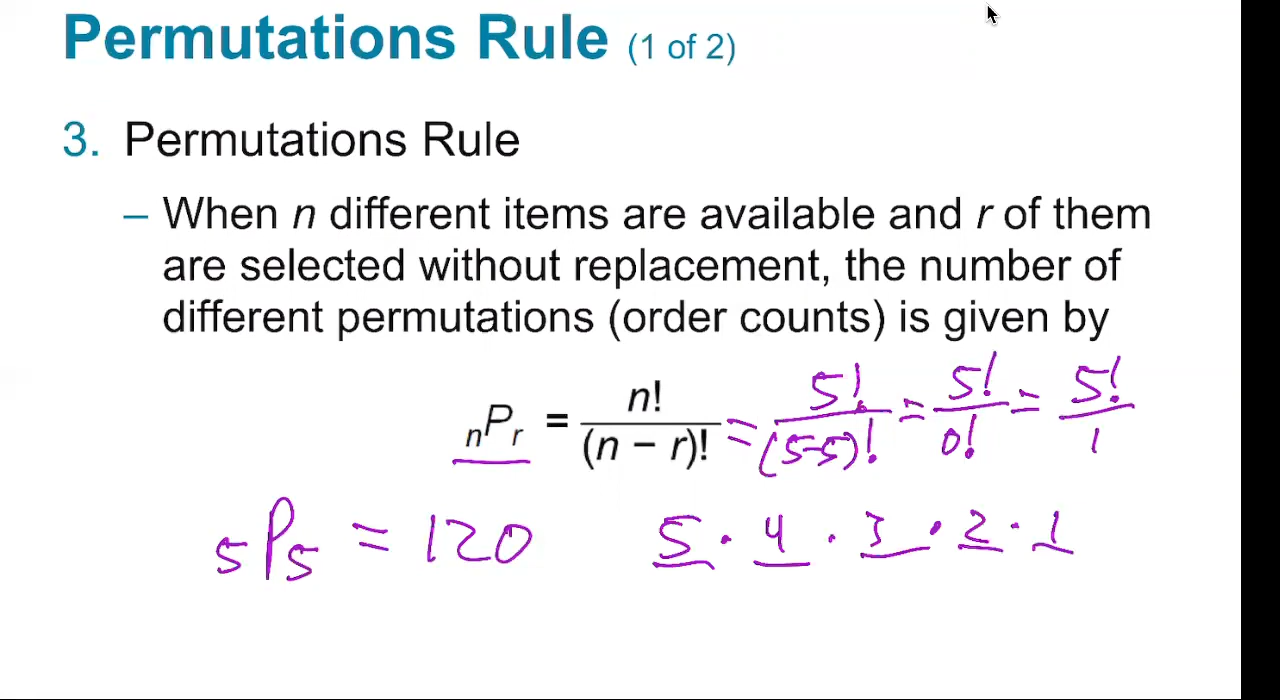 Permutations Rule (1 of 2)
3. Permutations Rule
– When n different items are available and r of them
are selected without replacement, the number of
different permutations (order counts) is given by
nPr = n!/(n − r)! = 5!/(5-5)! = 5!/0! = 5!/1
5P5 = 120 5 · 4 · 3 · 2 · 1